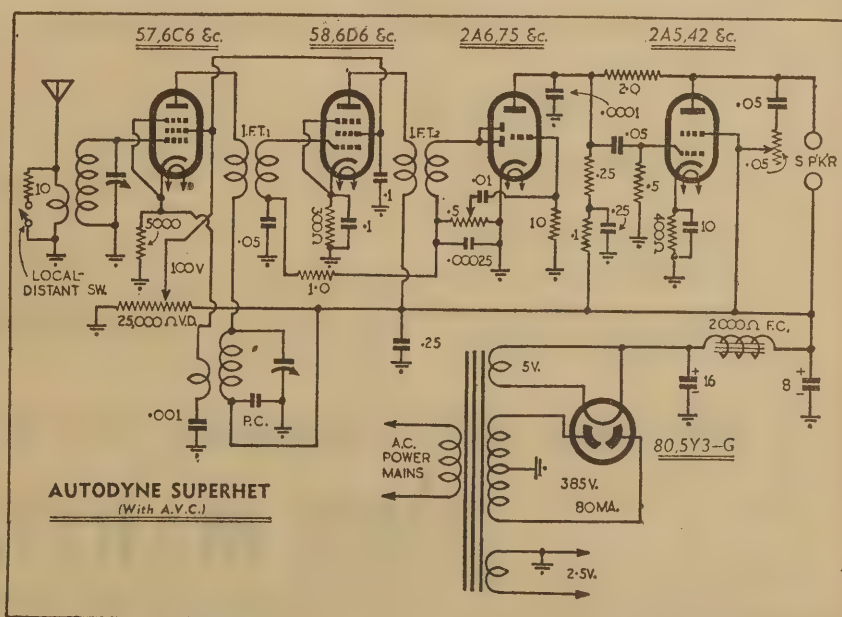 57,6C6 &c.
58,6D6 &c.
2A6,75 &c.
2A5,42 &c.
I.F.T.1
I.F.T.2
2·0
·0001
·05
·05
·05
SP'K'R
10
5000
LOCAL-
DISTANT SW.
100V
25,000 Ω V.D.
·05
300Ω
·1
·1
1·0
·01
·5
·00025
10
·25
·25
·1
·5
400Ω
10
·25
2000Ω F.C.
·001
P.C.
5V.
16
+
-
8
+
-
80,5Y3-G
A.C.
POWER
MAINS
385V.
80MA.
2·5V.
AUTODYNE SUPERHET
(With A.V.C.)